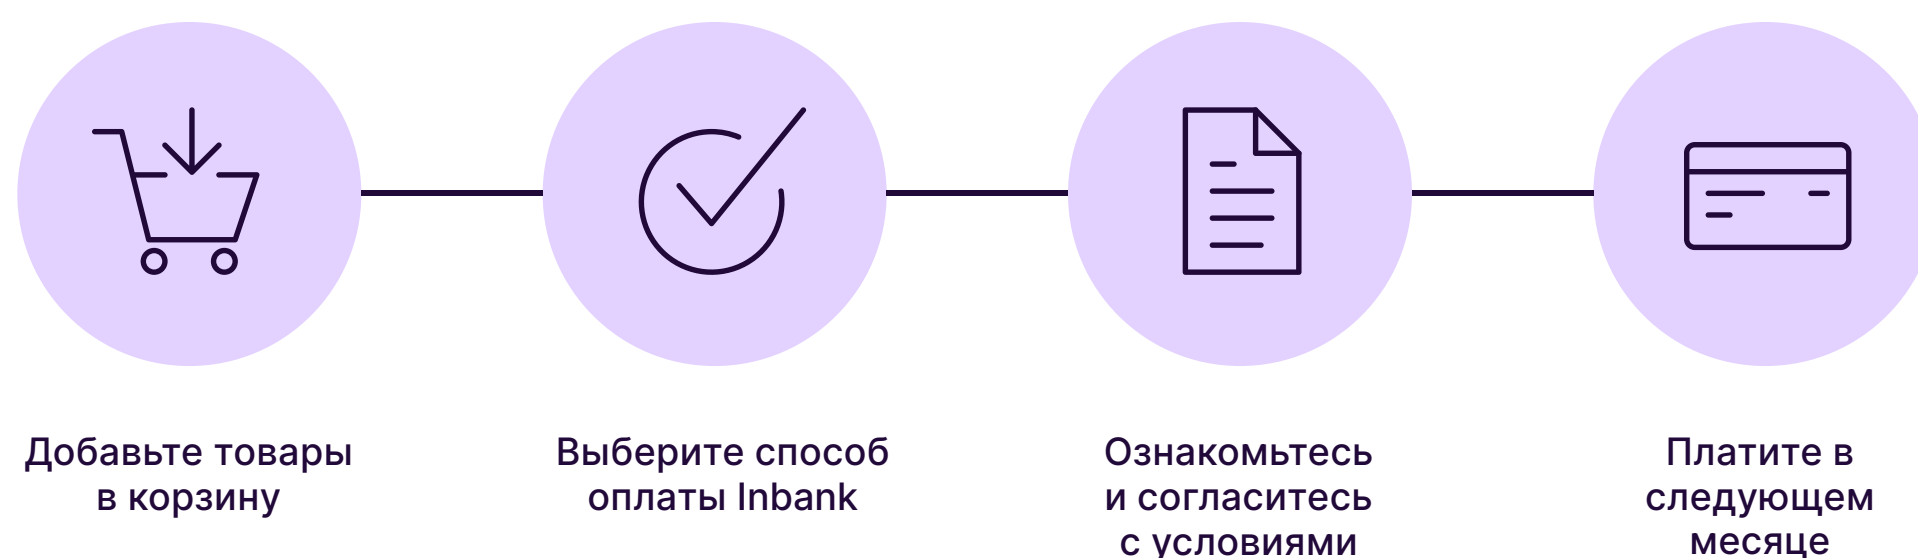 Добавьте товары
в корзину
Выберите способ
оплаты Inbank
Ознакомьтесь
и согласитесь
с условиями
Платите в
следующем
месяце